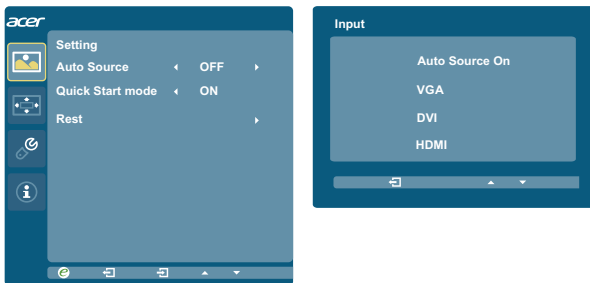 acer
Setting
Auto Source OFF
Quick Start mode ON
Rest
Input
Auto Source On
VGA
DVI
HDMI